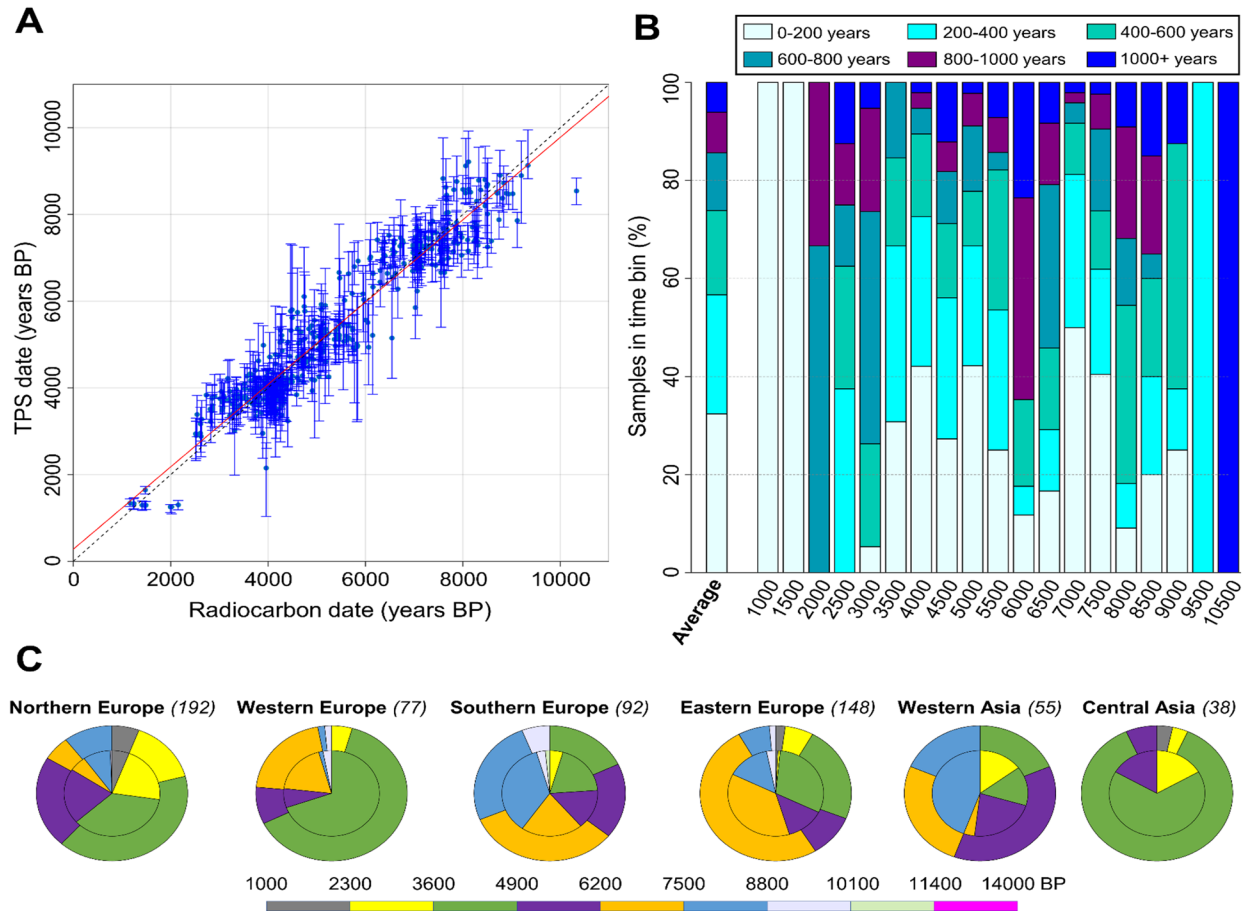 A
TPS date (years BP)
10000
8000
6000
4000
2000
0
0 2000 4000 6000 8000 10000
Radiocarbon date (years BP)
B
0-200 years 200-400 years 400-600 years
600-800 years 800-1000 years 1000+ years
Samples in time bin (%)
100
80
60
40
20
0
Average 1000 1500 2000 2500 3000 3500 4000 4500 5000 5500 6000 6500 7000 7500 8000 8500 9000 9500 10500
C
Northern Europe (192) Western Europe (77) Southern Europe (92) Eastern Europe (148) Western Asia (55) Central Asia (38)
1000 2300 3600 4900 6200 7500 8800 10100 11400 14000 BP